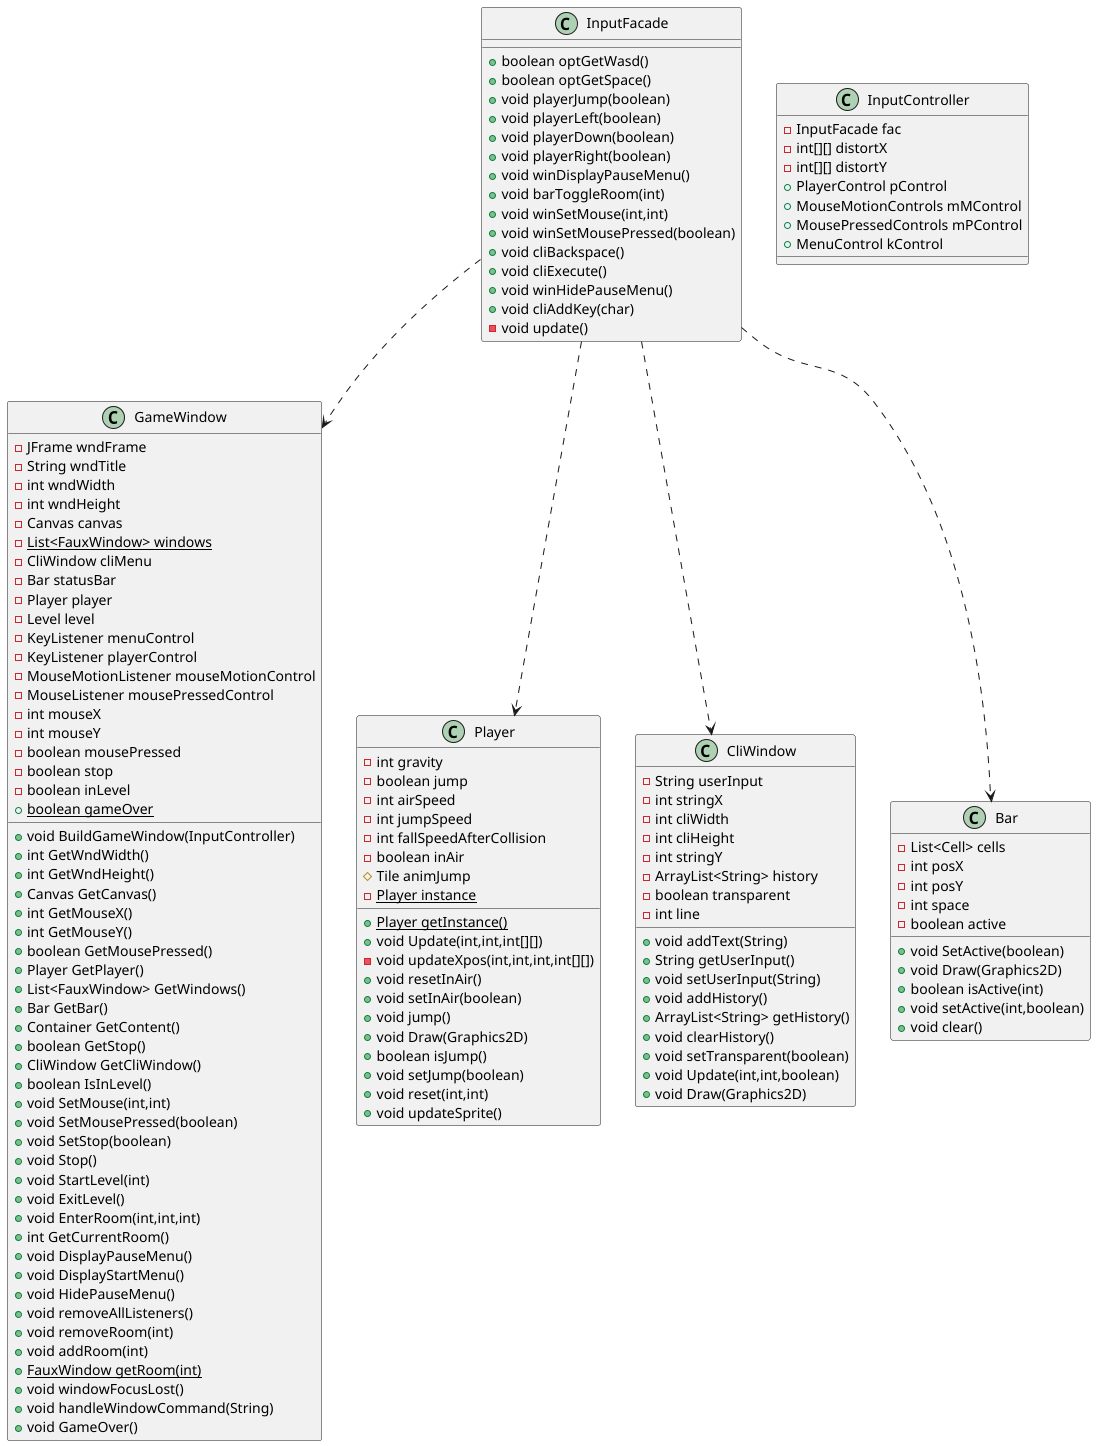 InputFacade
boolean optGetWasd()
boolean optGetSpace()
void playerJump(boolean)
void playerLeft(boolean)
void playerDown(boolean)
void playerRight(boolean)
void winDisplayPauseMenu()
void barToggleRoom(int)
void winSetMouse(int,int)
void winSetMousePressed(boolean)
void cliBackspace()
void cliExecute()
void winHidePauseMenu()
void cliAddKey(char)
void update()
InputController
InputFacade fac
int[][] distortX
int[][] distortY
PlayerControl pControl
MouseMotionControls mMControl
MousePressedControls mPControl
MenuControl kControl
GameWindow
JFrame wndFrame
String wndTitle
int wndWidth
int wndHeight
Canvas canvas
List<FauxWindow> windows
CliWindow cliMenu
Bar statusBar
Player player
Level level
KeyListener menuControl
KeyListener playerControl
MouseMotionListener mouseMotionControl
MouseListener mousePressedControl
int mouseX
int mouseY
boolean mousePressed
boolean stop
boolean inLevel
boolean gameOver
void BuildGameWindow(InputController)
int GetWndWidth()
int GetWndHeight()
Canvas GetCanvas()
int GetMouseX()
int GetMouseY()
boolean GetMousePressed()
Player GetPlayer()
List<FauxWindow> GetWindows()
Bar GetBar()
Container GetContent()
boolean GetStop()
CliWindow GetCliWindow()
boolean IsInLevel()
void SetMouse(int,int)
void SetMousePressed(boolean)
void SetStop(boolean)
void Stop()
void StartLevel(int)
void ExitLevel()
void EnterRoom(int,int,int)
int GetCurrentRoom()
void DisplayPauseMenu()
void DisplayStartMenu()
void HidePauseMenu()
void removeAllListeners()
void removeRoom(int)
void addRoom(int)
FauxWindow getRoom(int)
void windowFocusLost()
void handleWindowCommand(String)
void GameOver()
Player
int gravity
boolean jump
int airSpeed
int jumpSpeed
int fallSpeedAfterCollision
boolean inAir
Tile animJump
Player instance
Player getInstance()
void Update(int,int,int[][])
void updateXpos(int,int,int,int[][])
void resetInAir()
void setInAir(boolean)
void jump()
void Draw(Graphics2D)
boolean isJump()
void setJump(boolean)
void reset(int,int)
void updateSprite()
CliWindow
String userInput
int stringX
int cliWidth
int cliHeight
int stringY
ArrayList<String> history
boolean transparent
int line
void addText(String)
String getUserInput()
void setUserInput(String)
void addHistory()
ArrayList<String> getHistory()
void clearHistory()
void setTransparent(boolean)
void Update(int,int,boolean)
void Draw(Graphics2D)
Bar
List<Cell> cells
int posX
int posY
int space
boolean active
void SetActive(boolean)
void Draw(Graphics2D)
boolean isActive(int)
void setActive(int,boolean)
void clear()